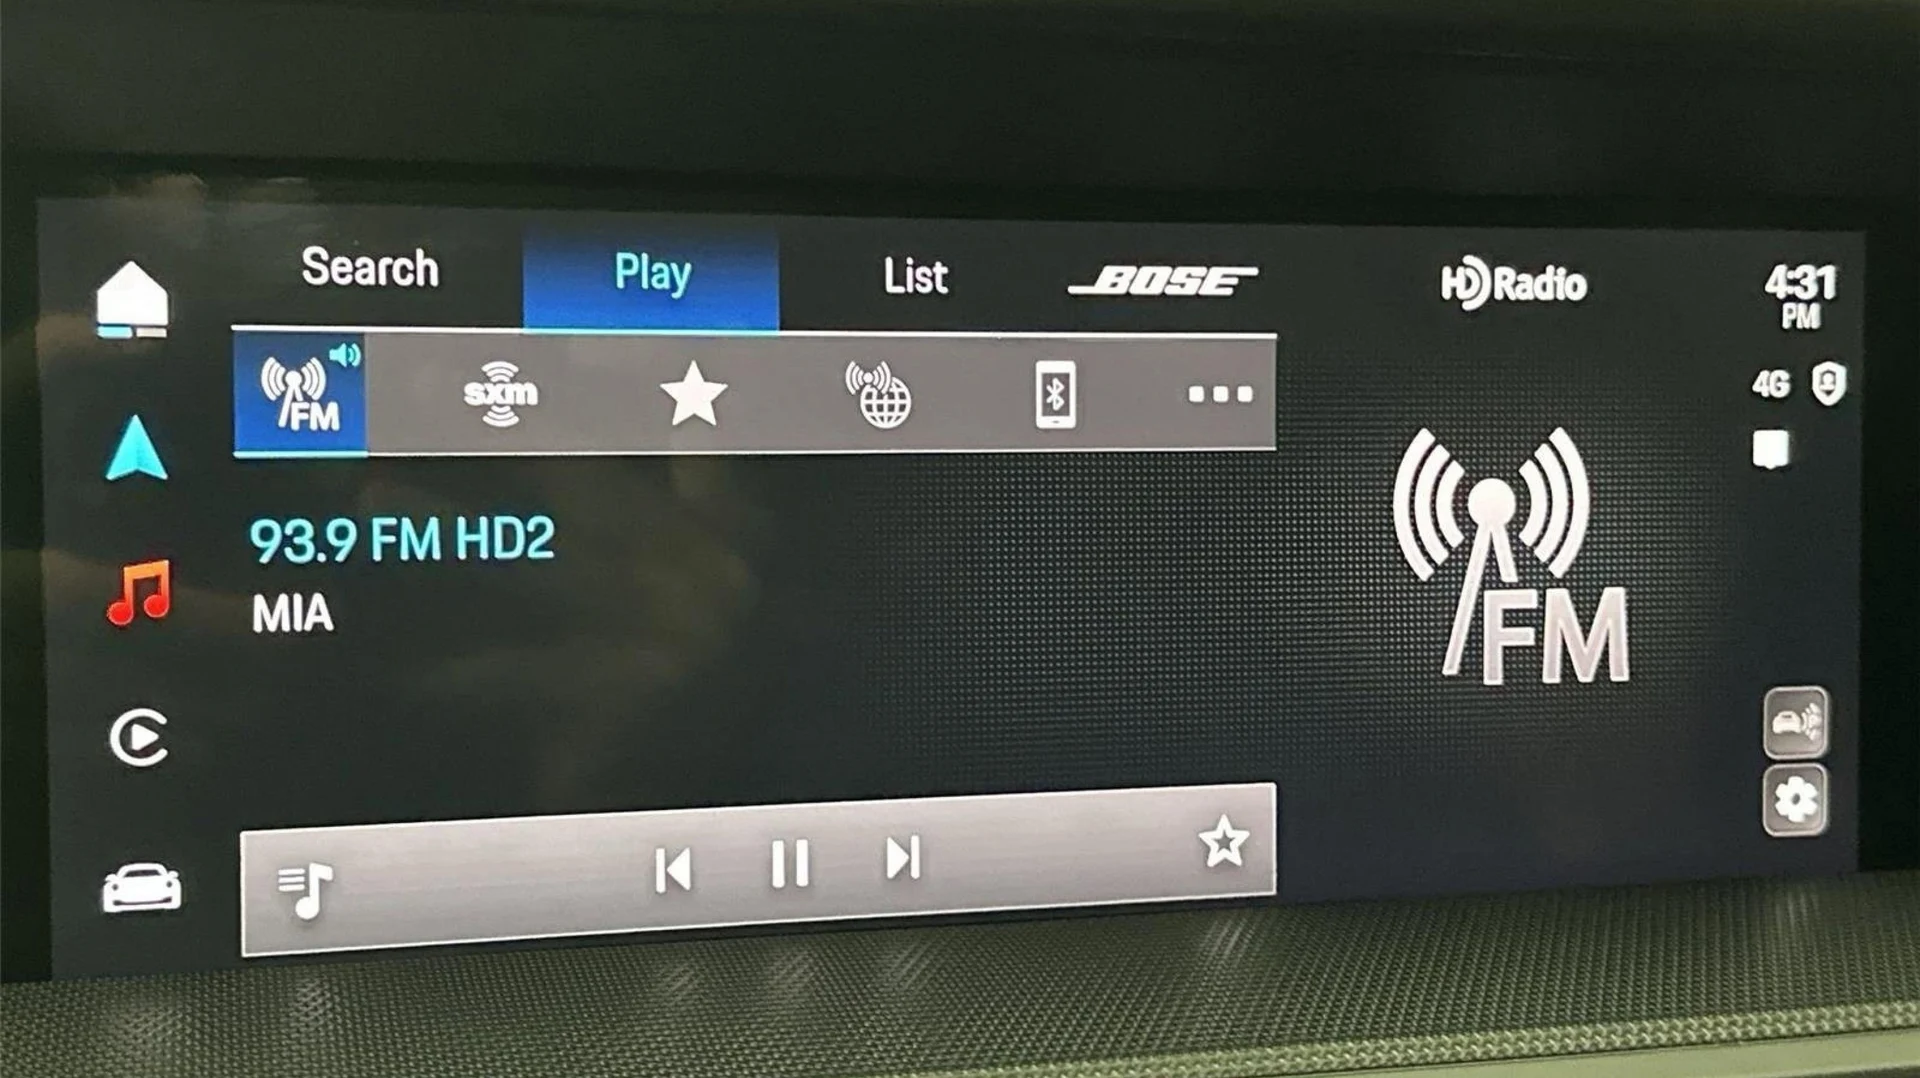 Search
Play
List
BOSE
HD Radio
4:31
PM
FM
sxm
4G
93.9 FM HD2
MIA
FM